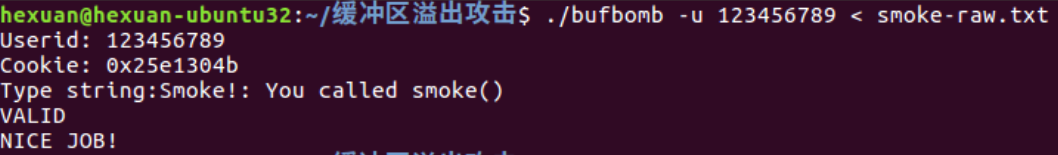 hexuan@hexuan-ubuntu32:~/缓冲区溢出攻击$ ./bufbomb -u 123456789 < smoke-raw.txt
Userid: 123456789
Cookie: 0x25e1304b
Type string:Smoke!: You called smoke()
VALID
NICE JOB!